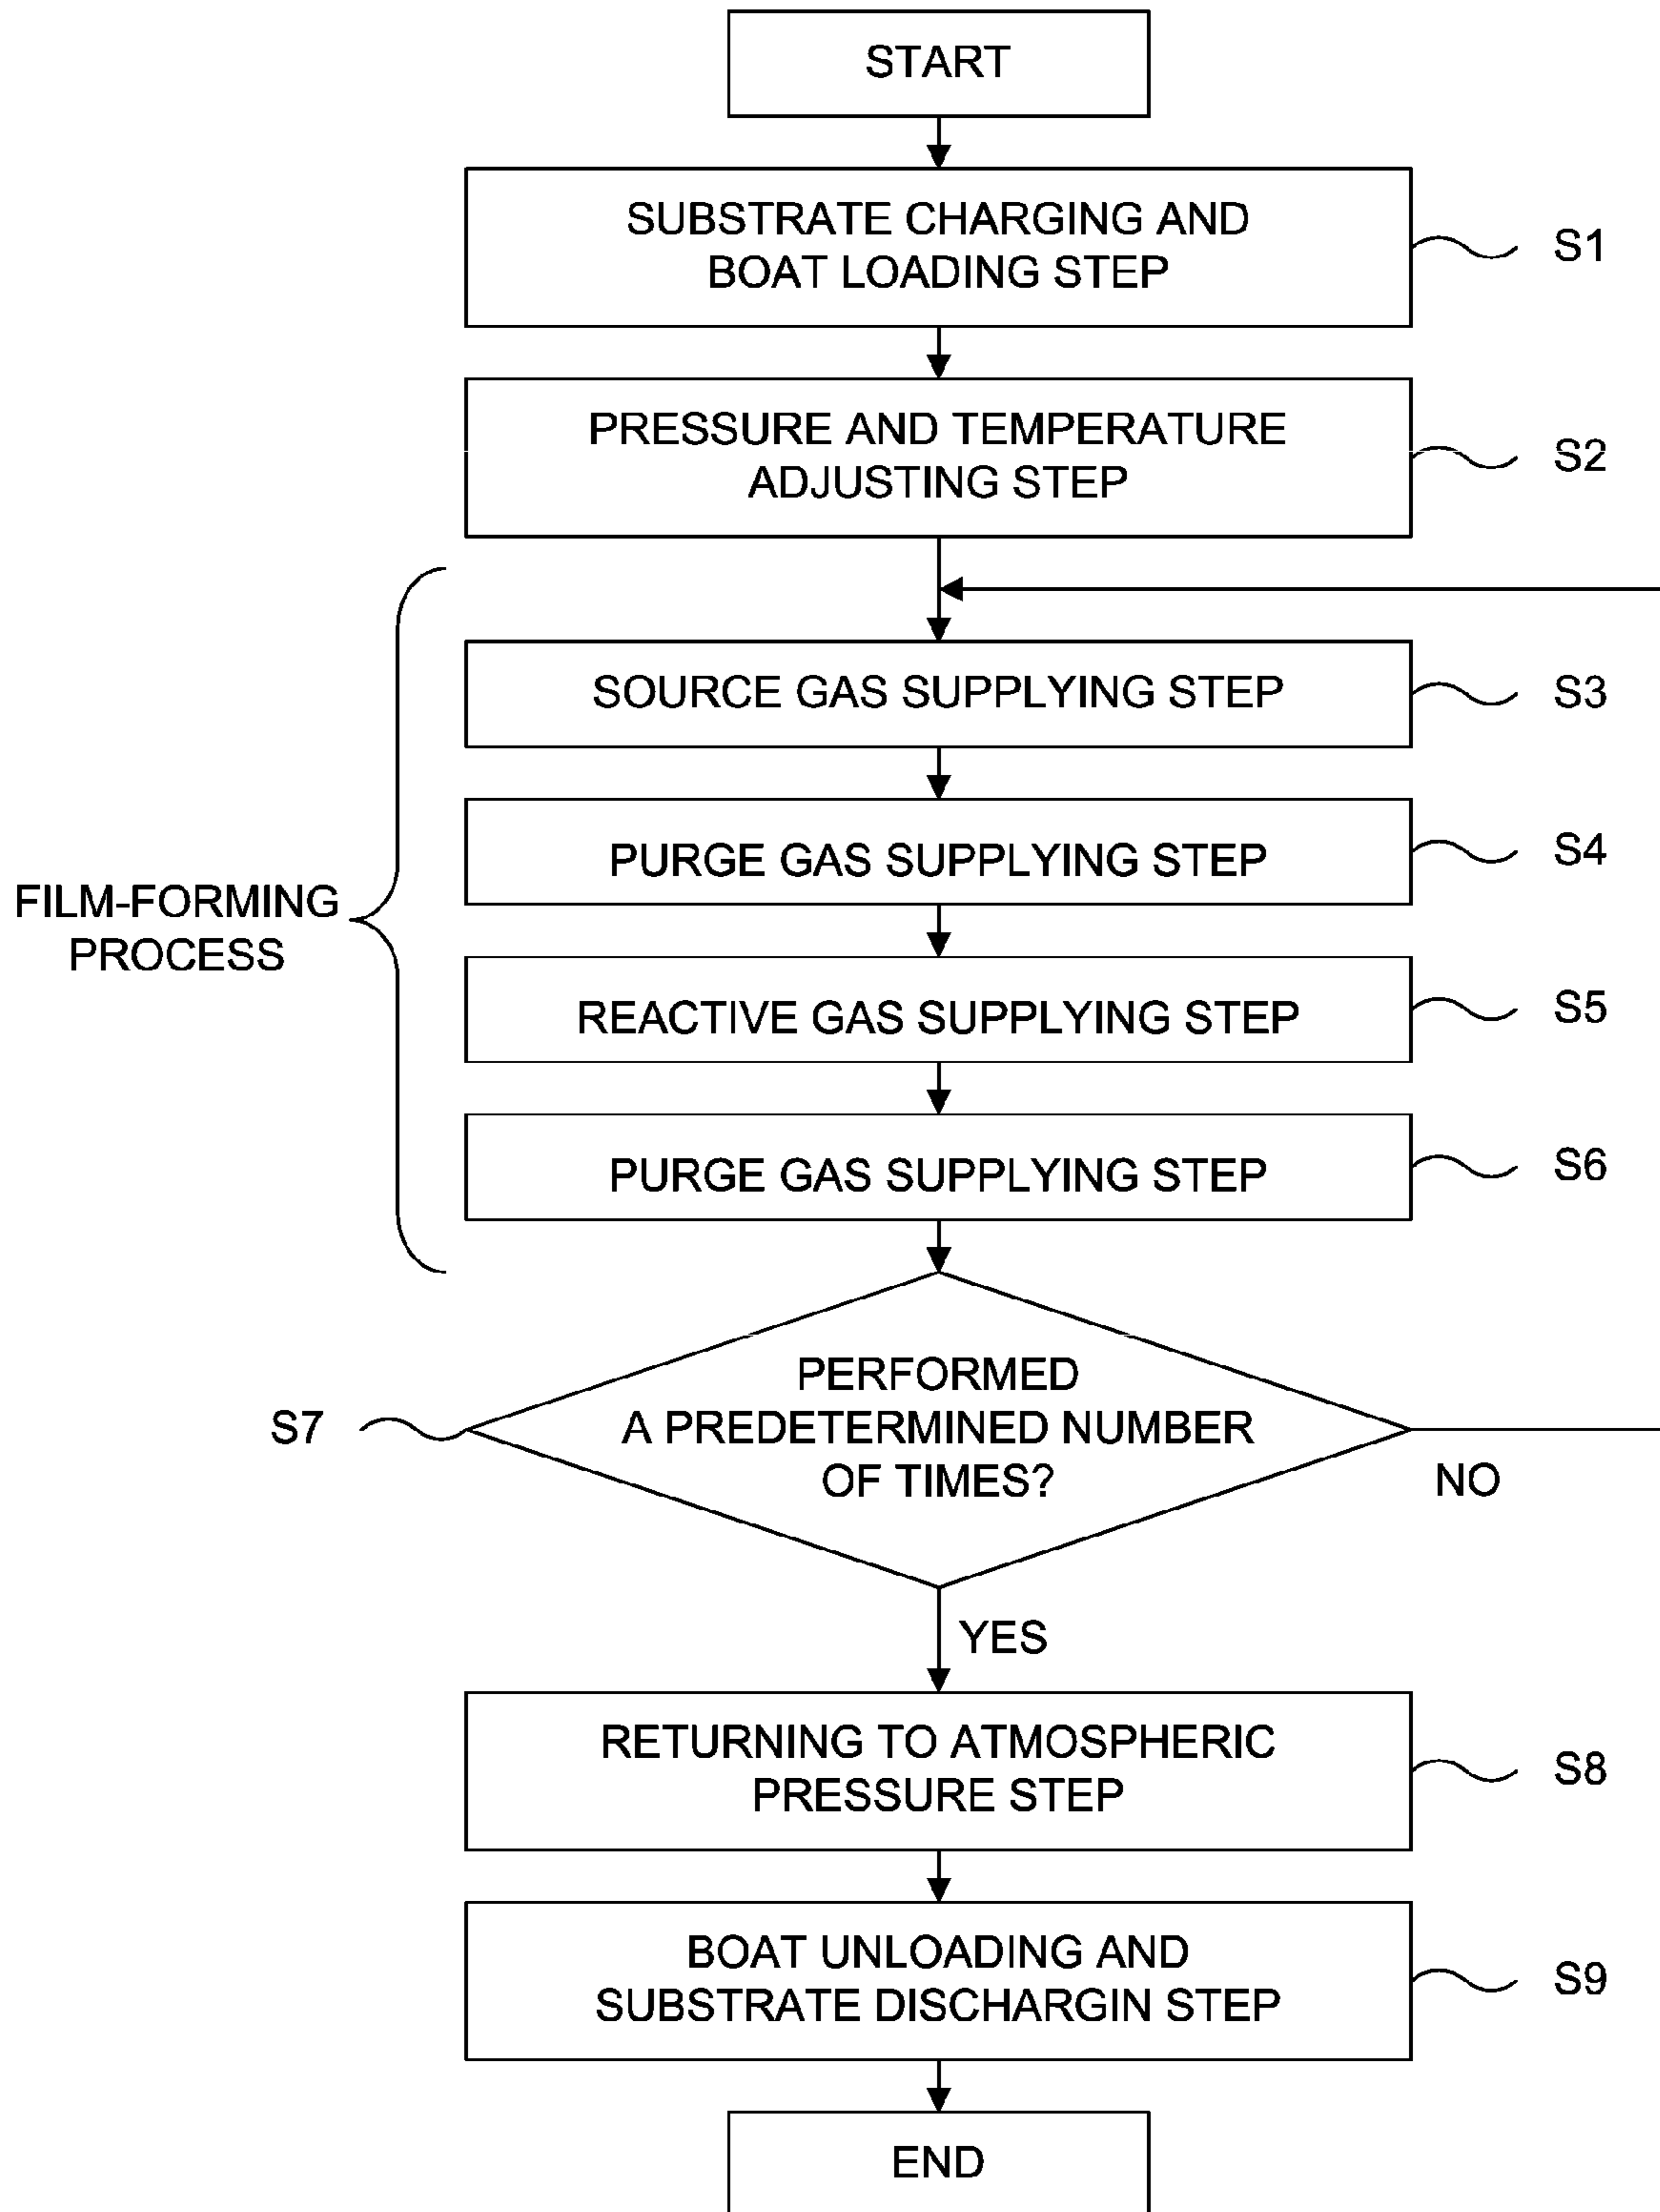 START
SUBSTRATE CHARGING AND
BOAT LOADING STEP
S1
PRESSURE AND TEMPERATURE
ADJUSTING STEP
S2
FILM-FORMING
PROCESS
SOURCE GAS SUPPLYING STEP
S3
PURGE GAS SUPPLYING STEP
S4
REACTIVE GAS SUPPLYING STEP
S5
PURGE GAS SUPPLYING STEP
S6
S7
PERFORMED
A PREDETERMINED NUMBER
OF TIMES?
NO
YES
RETURNING TO ATMOSPHERIC
PRESSURE STEP
S8
BOAT UNLOADING AND
SUBSTRATE DISCHARGIN STEP
S9
END